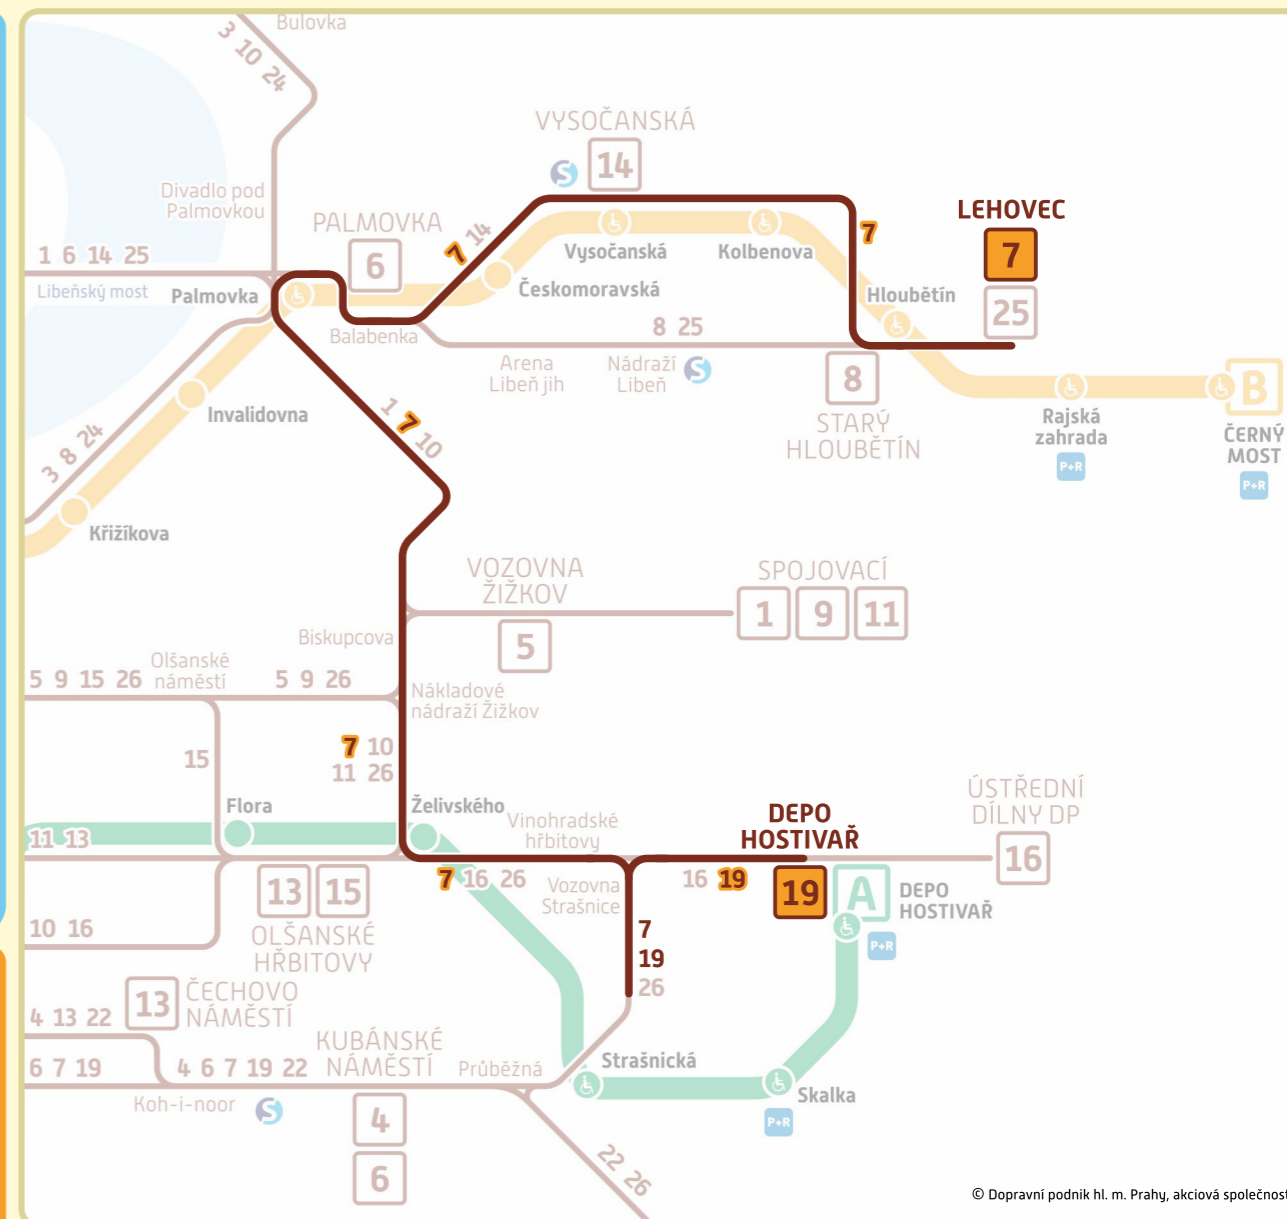 Bulovka
3 10 24
VYSOČANSKÁ
S
14
Divadlo pod
Palmovkou
PALMOVKA
6
7 14
7
LEHOVEC
7
25
1 6 14 25
Libeňský most
Palmovka
Vysočanská
Kolbenova
Českomoravská
Hloubětín
Balabenka
8 25
Arena
Libeň jih
Nádraží
Libeň
S
8
STARÝ
HLOUBĚTÍN
Rajská
zahrada
P+R
B
ČERNÝ
MOST
P+R
Invalidovna
1 7 10
3 8 24
Křižíkova
VOZOVNA
ŽIŽKOV
5
SPOJOVACÍ
1 9 11
Biskupcova
Olšanské
náměstí
5 9 15 26
5 9 26
Nákladové
nádraží Žižkov
15
7 10
11 26
Flora
Želivského
Vinohradské
hřbitovy
DEPO
HOSTIVAŘ
19
ÚSTŘEDNÍ
DÍLNY DP
16
11 13
7 16 26
16 19
13 15
OLŠANSKÉ
HŘBITOVY
Vozovna
Strašnice
A
DEPO
HOSTIVAŘ
P+R
10 16
7
19
26
13
ČECHOVO
NÁMĚSTÍ
4 13 22
KUBÁNSKÉ
NÁMĚSTÍ
6 7 19
4 6 7 19 22
Průběžná
Strašnická
Skalka
P+R
Koh-i-noor
S
4
6
22 26
© Dopravní podnik hl. m. Prahy, akciová společnost